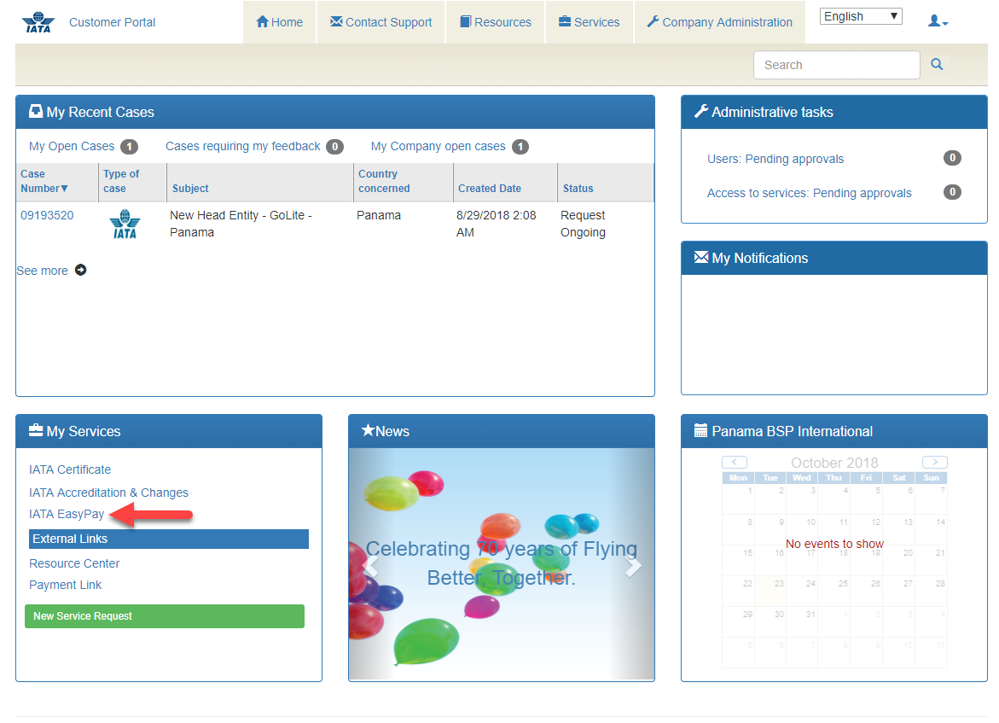 IATA
Customer Portal
Home
Contact Support
Resources
Services
Company Administration
English
Search
My Recent Cases
My Open Cases 1
Cases requiring my feedback 0
My Company open cases 1
Case
Number▼
Type of
case
Subject
Country
concerned
Created Date
Status
09193520
IATA
New Head Entity - GoLite -
Panama
Panama
8/29/2018 2:08
AM
Request
Ongoing
See more
Administrative tasks
Users: Pending approvals 0
Access to services: Pending approvals 0
My Notifications
My Services
IATA Certificate
IATA Accreditation & Changes
IATA EasyPay
External Links
Resource Center
Payment Link
New Service Request
News
Celebrating 70 years of Flying
Better. Together.
Panama BSP International
October 2018
Mon Tue Wed Thu Fri Sat Sun
1 2 3 4 5 6 7
8 9 10 11 12 13 14
No events to show
15 16 17 18 19 20 21
22 23 24 25 26 27 28
29 30 31 1 2 3 4
5 6 7 8 9 10 11